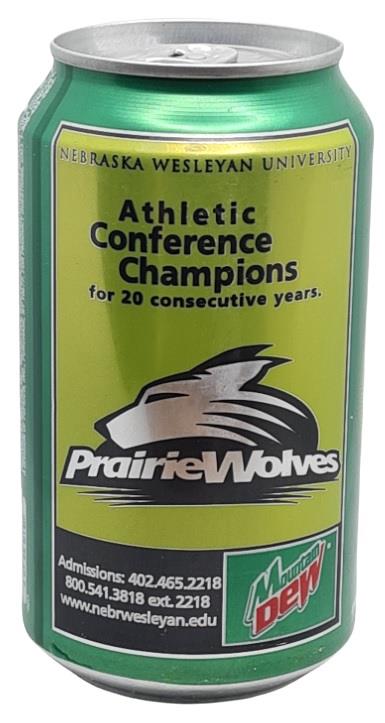 NEBRASKA WESLEYAN UNIVERSITY
Athletic
Conference
Champions
for 20 consecutive years.
PrairieWolves
Admissions: 402.465.2218
800.541.3818 ext. 2218
www.nebrwesleyan.edu
Mountain
Dew